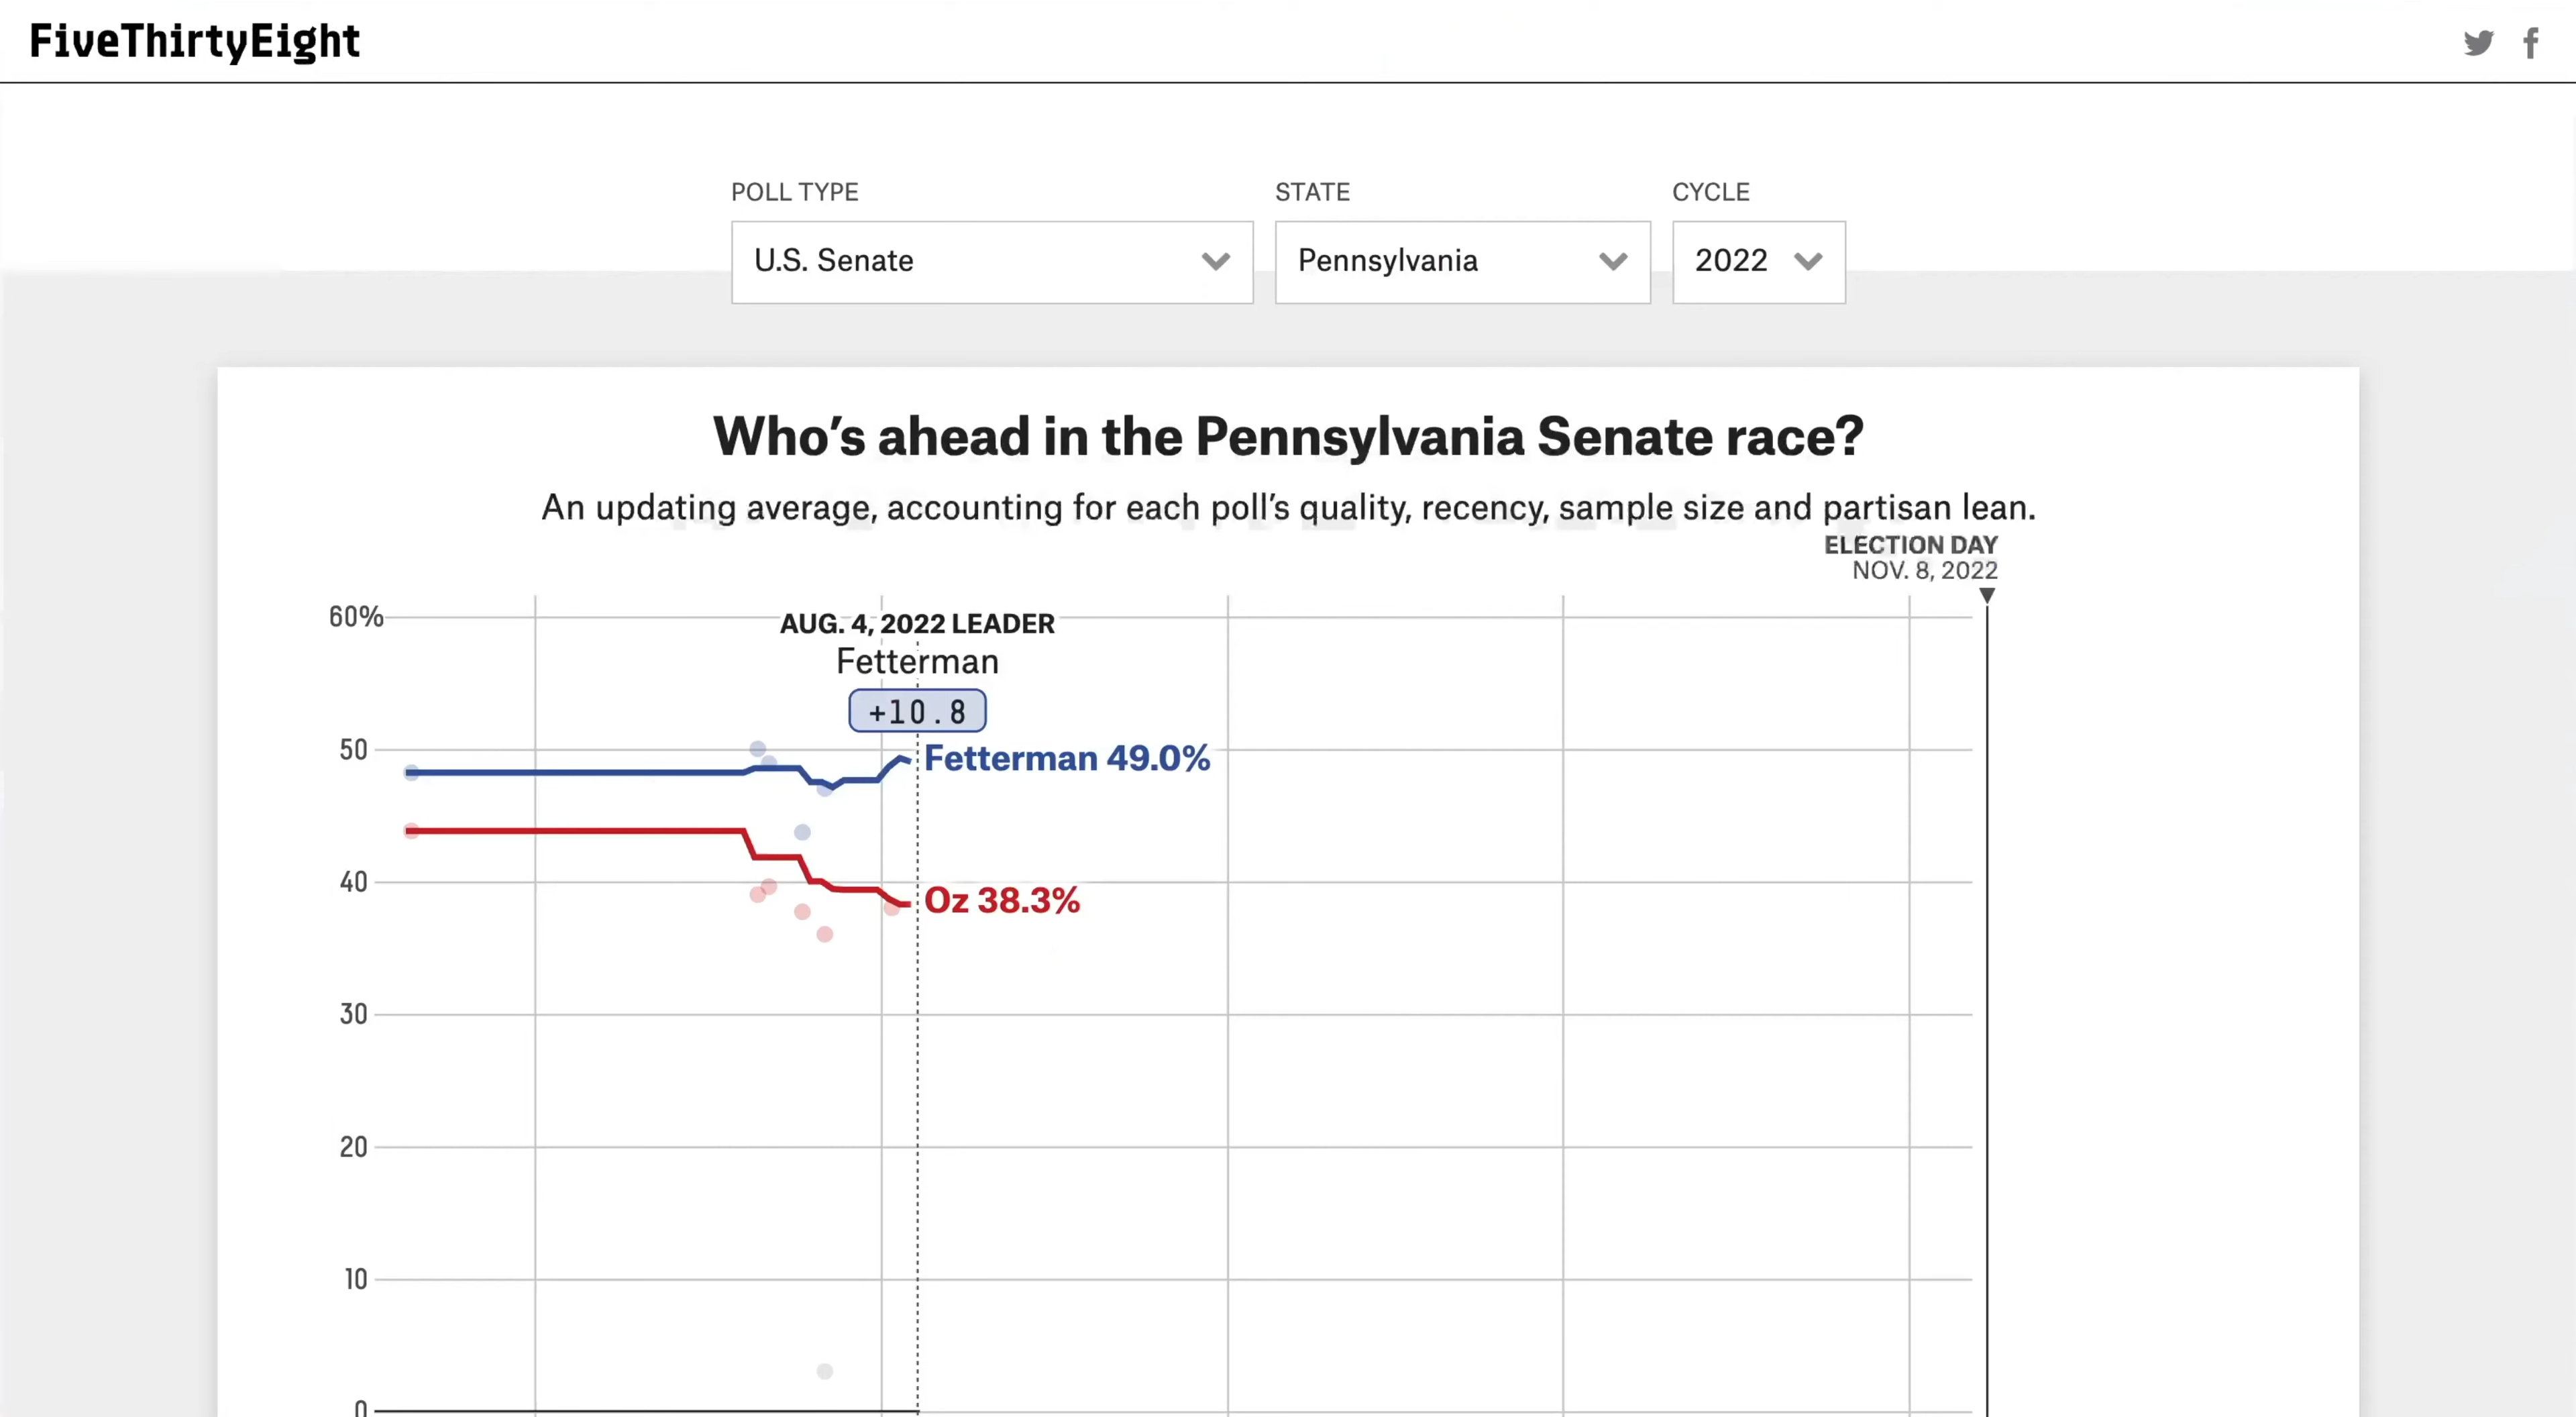 FiveThirtyEight
POLL TYPE
STATE
CYCLE
U.S. Senate
Pennsylvania
2022
Who's ahead in the Pennsylvania Senate race?
An updating average, accounting for each poll's quality, recency, sample size and partisan lean.
ELECTION DAY
NOV. 8, 2022
60%
AUG. 4, 2022 LEADER
Fetterman
+10.8
50
Fetterman 49.0%
40
Oz 38.3%
30
20
10
0